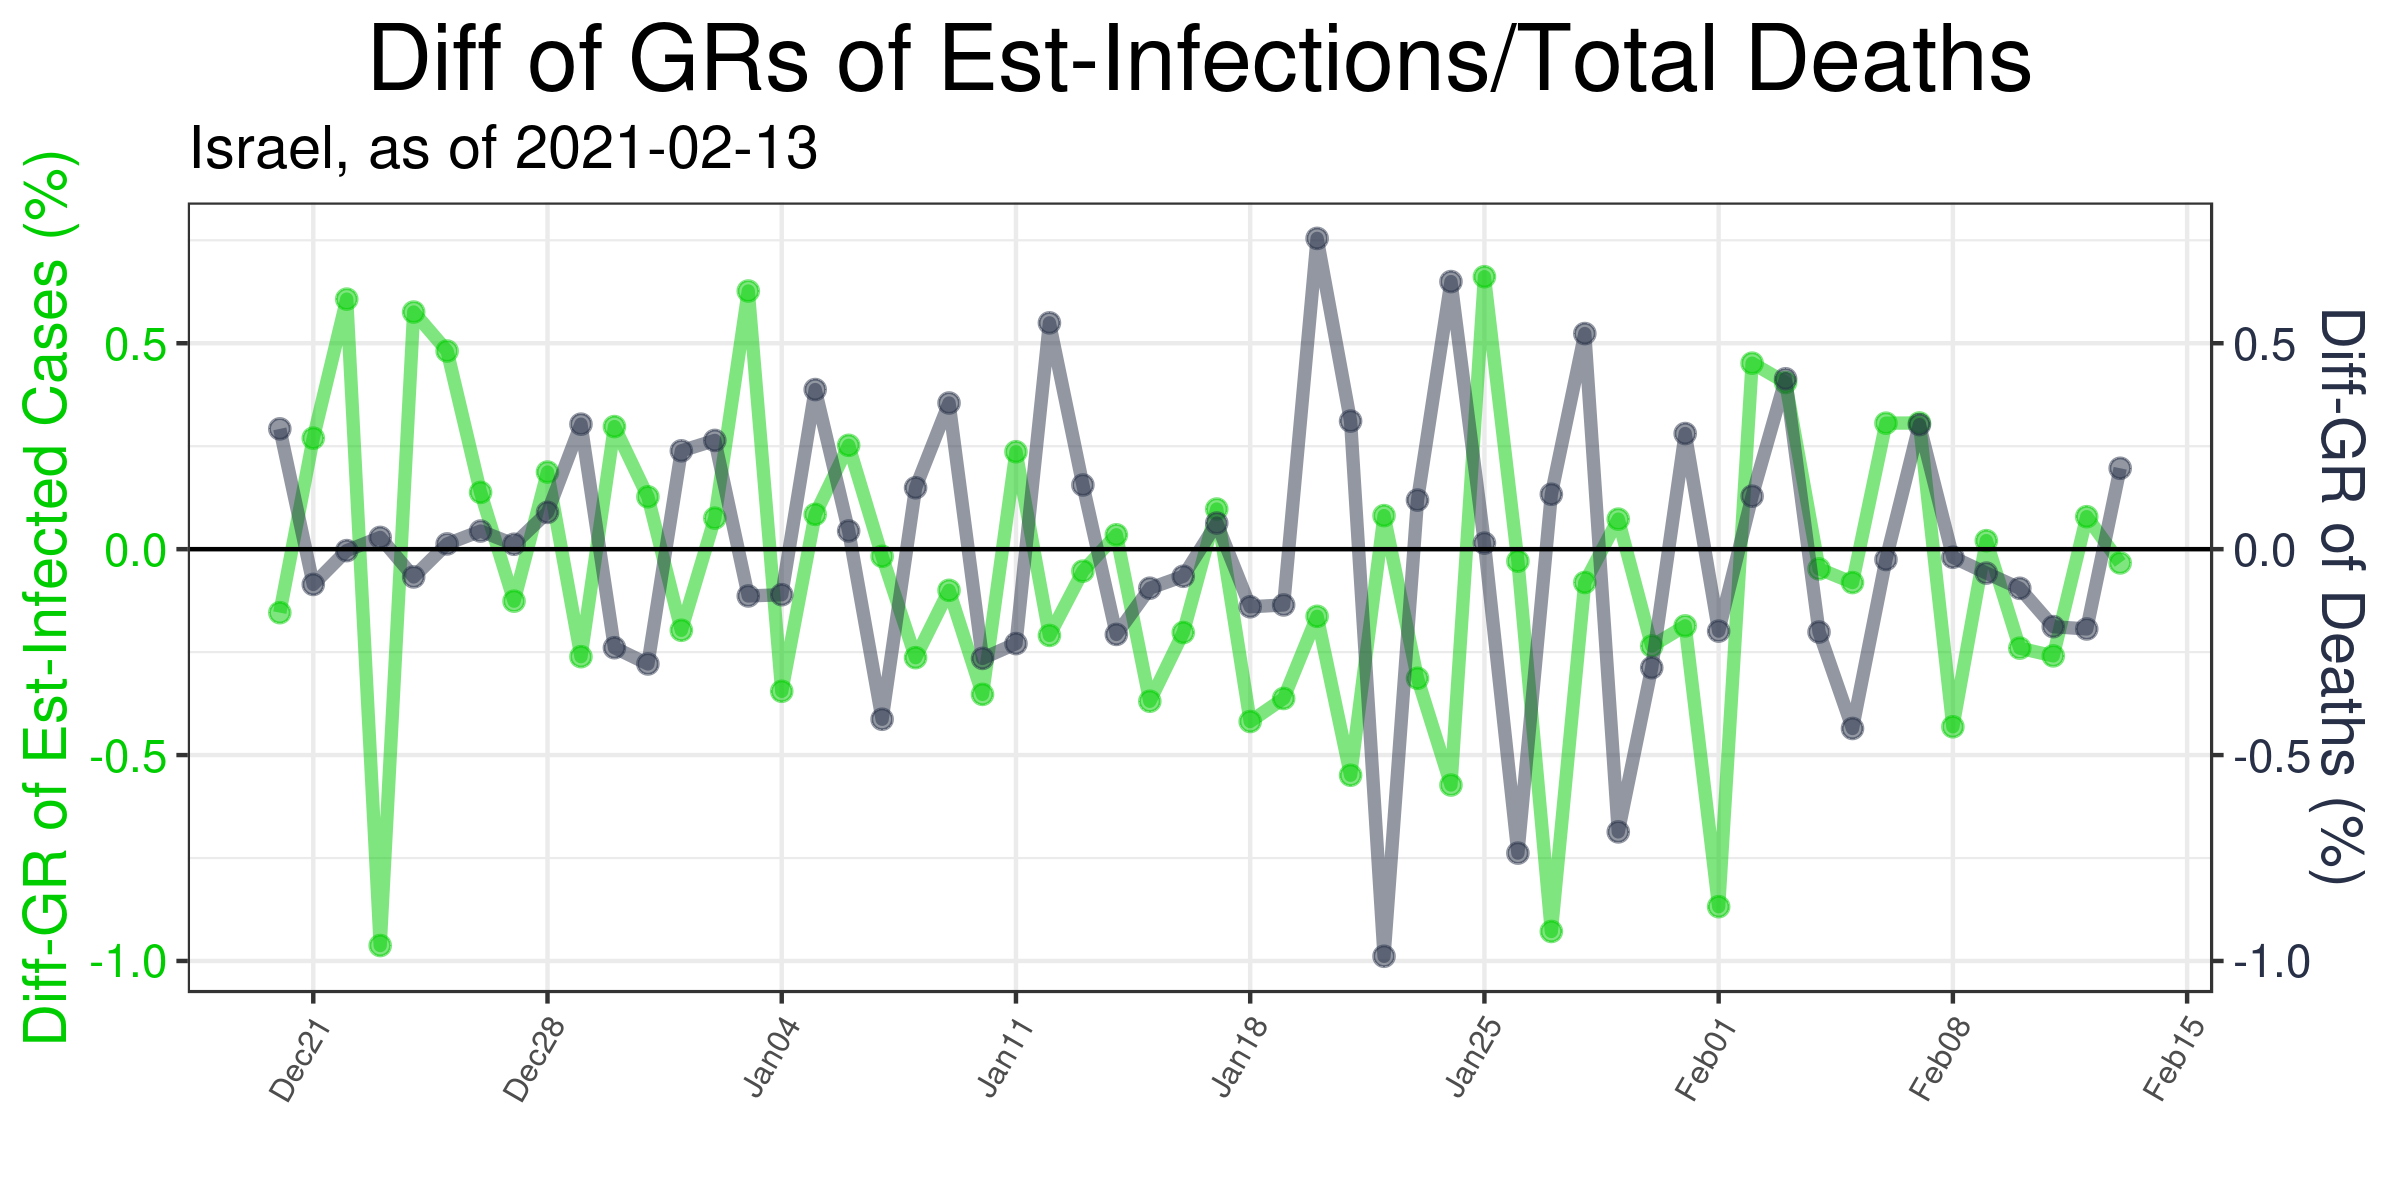 Diff of GRs of Est-Infections/Total Deaths
Israel, as of 2021-02-13
Diff-GR of Est-Infected Cases (%)
0.5
0.0
-0.5
-1.0
0.5
0.0
-0.5
-1.0
Diff-GR of Deaths (%)
Dec21
Dec28
Jan04
Jan11
Jan18
Jan25
Feb01
Feb08
Feb15